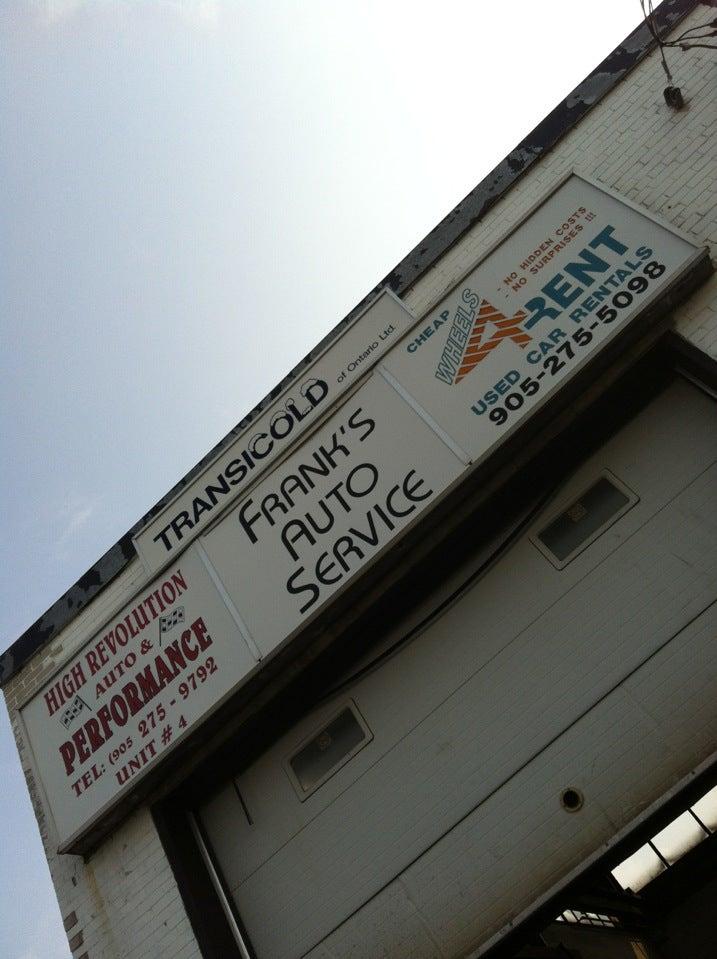 TRANSICOLD of Ontario Ltd.
HIGH REVOLUTION
AUTO &
PERFORMANCE
TEL: (905 275 - 9792
UNIT # 4
FRANK'S
AUTO
SERVICE
- NO HIDDEN COSTS
- NO SURPRISES !!!
CHEAP
WHEELS
4-RENT
USED CAR RENTALS
905-275-5098